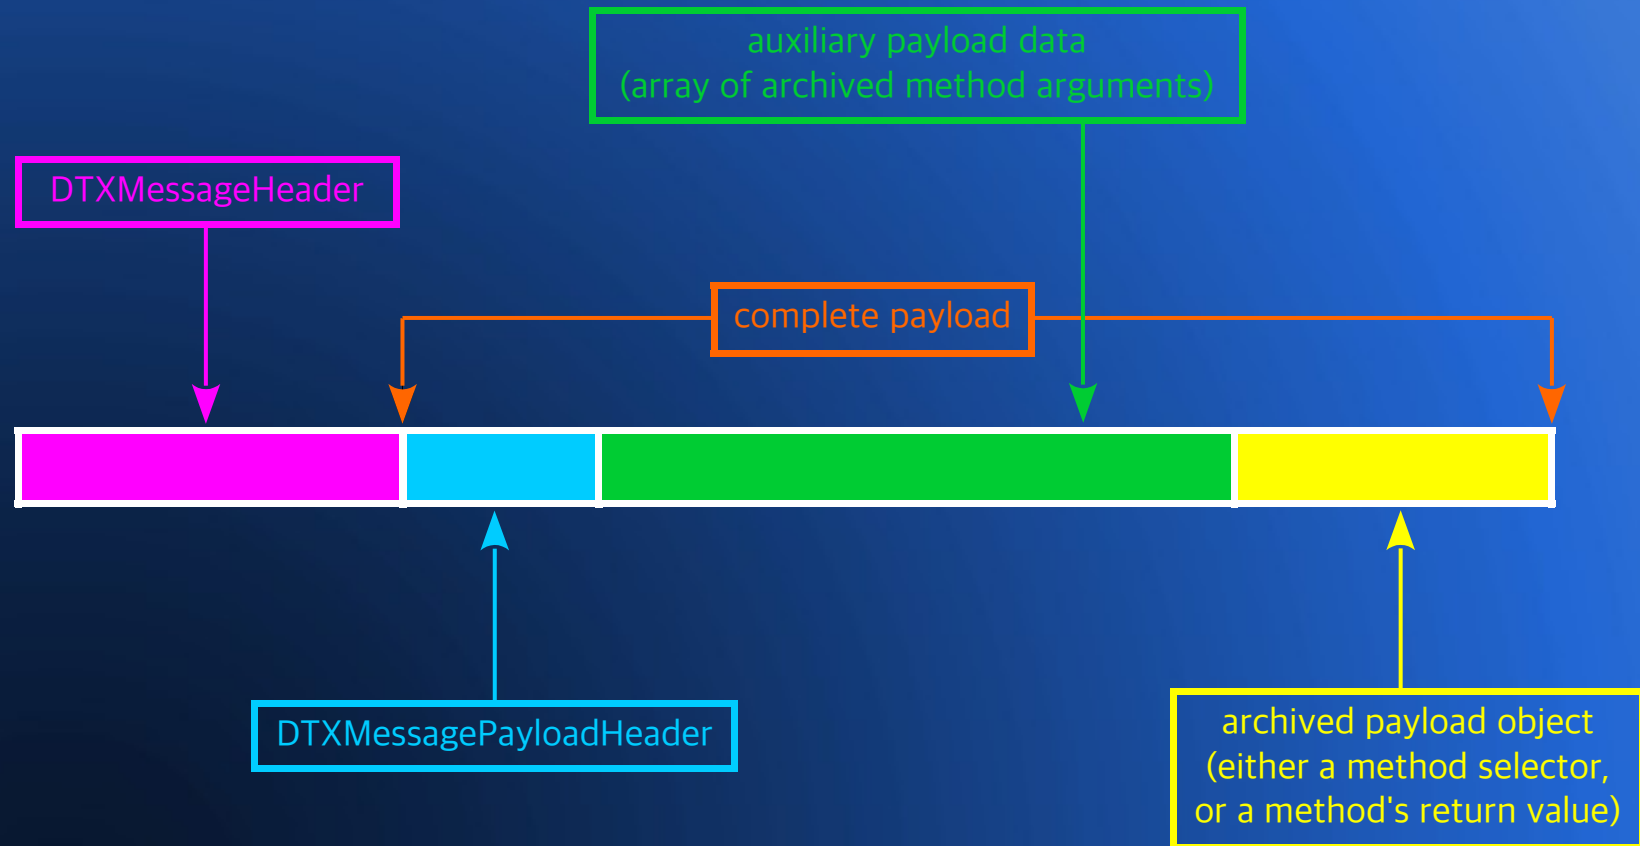 auxiliary payload data
(array of archived method arguments)
DTXMessageHeader
complete payload
DTXMessagePayloadHeader
archived payload object
(either a method selector,
or a method's return value)